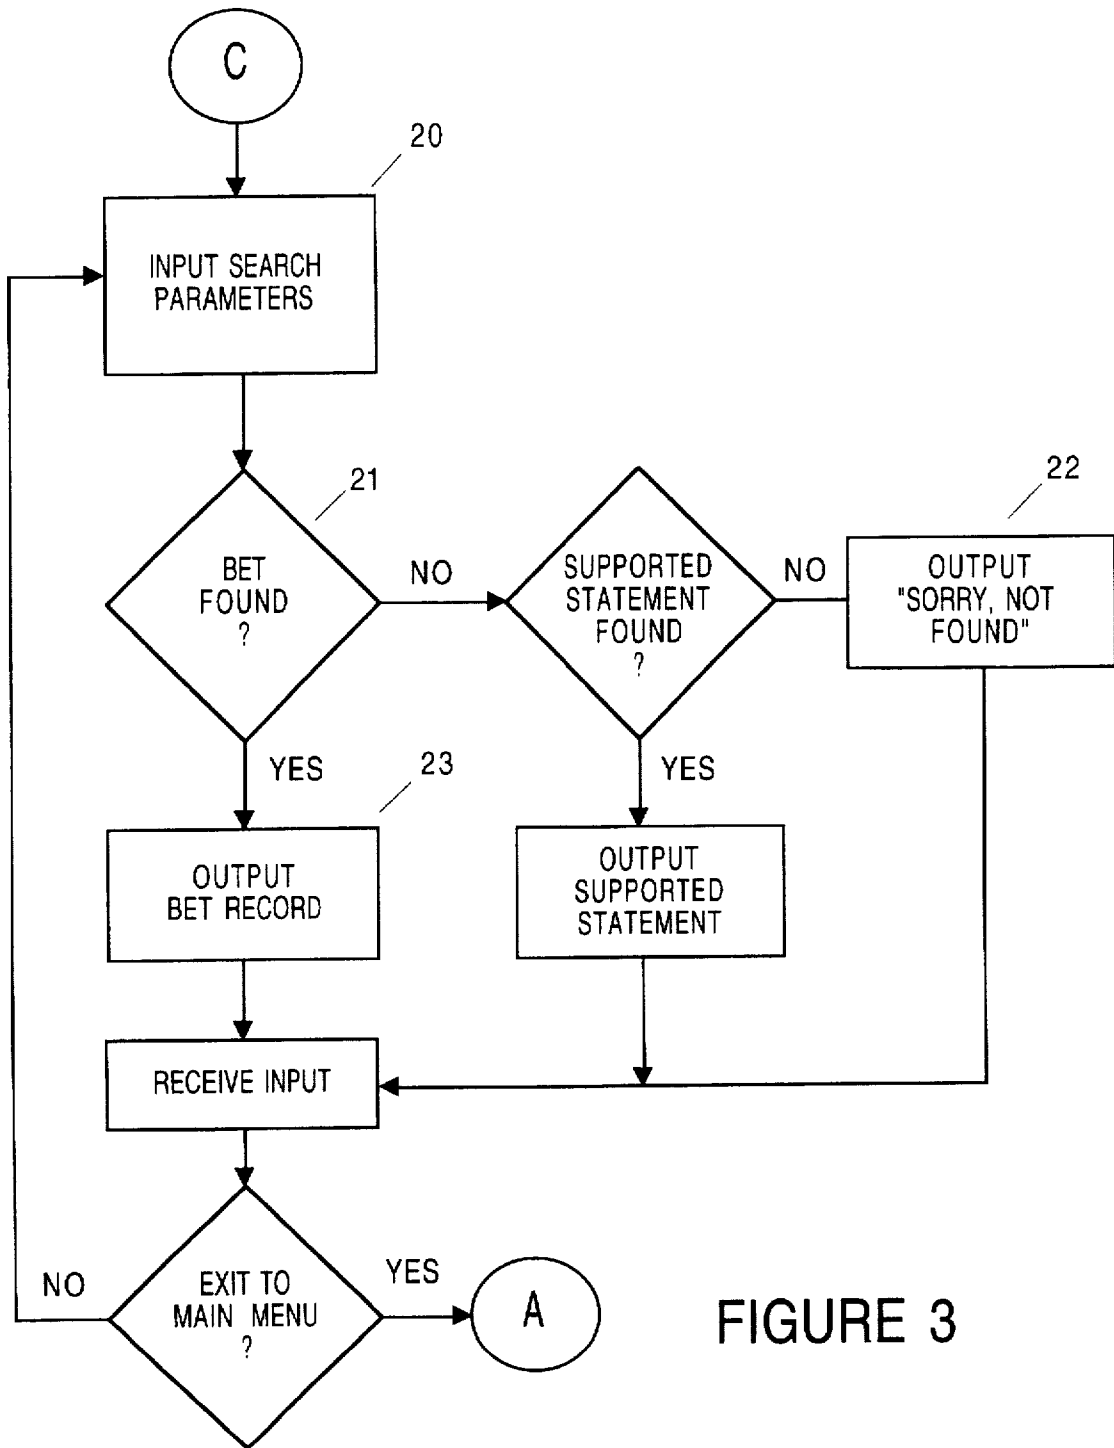 C
20
INPUT SEARCH
PARAMETERS
21
BET
FOUND
?
NO
SUPPORTED
STATEMENT
FOUND
?
NO
22
OUTPUT
"SORRY, NOT
FOUND"
YES
23
YES
OUTPUT
BET RECORD
OUTPUT
SUPPORTED
STATEMENT
RECEIVE INPUT
NO
EXIT TO
MAIN MENU
?
YES
A
FIGURE 3